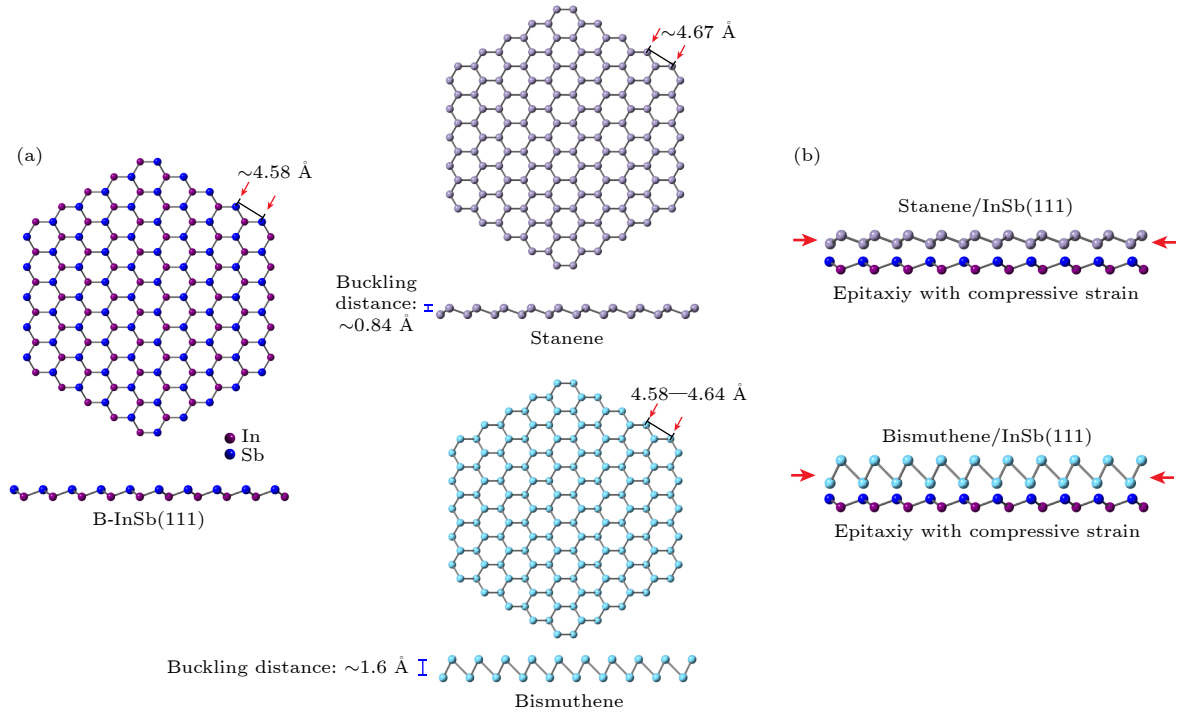 (a)
~4.58 Å
In
Sb
B-InSb(111)
~4.67 Å
Buckling
distance:
~0.84 Å
Stanene
4.58—4.64 Å
Buckling distance: ~1.6 Å
Bismuthene
(b)
Stanene/InSb(111)
Epitaxiy with compressive strain
Bismuthene/InSb(111)
Epitaxiy with compressive strain